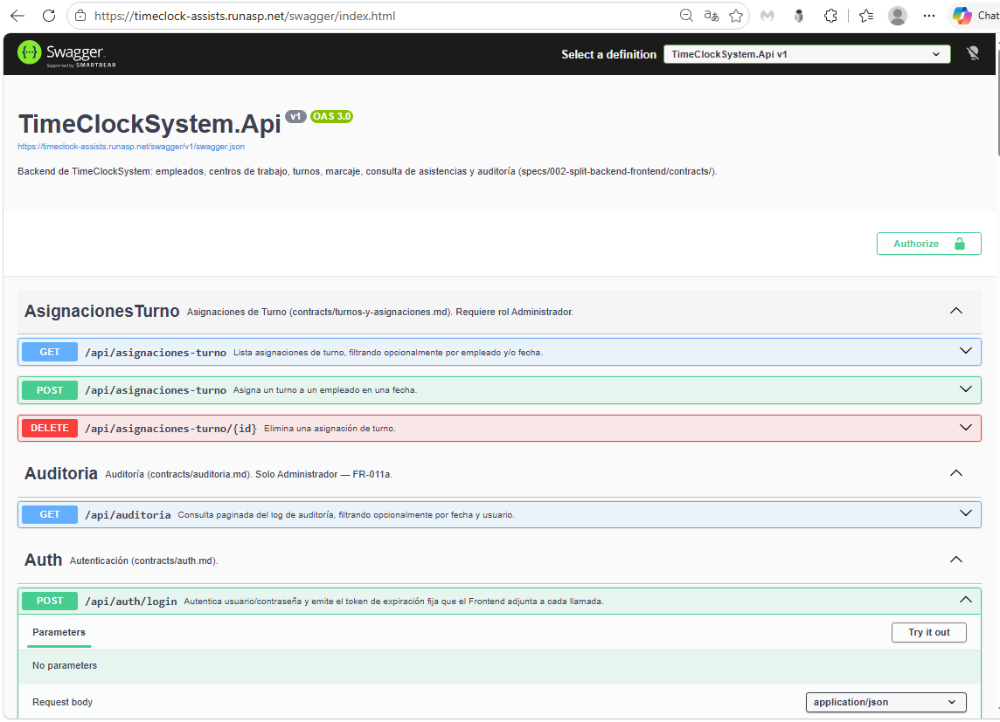 https://timeclock-assists.runasp.net/swagger/index.html
Chat
Swagger
Supported by SMARTBEAR
Select a definition
TimeClockSystem.Api v1
TimeClockSystem.Api v1 OAS 3.0
https://timeclock-assists.runasp.net/swagger/v1/swagger.json
Backend de TimeClockSystem: empleados, centros de trabajo, turnos, marcaje, consulta de asistencias y auditoría (specs/002-split-backend-frontend/contracts/).
Authorize
AsignacionesTurno Asignaciones de Turno (contracts/turnos-y-asignaciones.md). Requiere rol Administrador.
GET /api/asignaciones-turno Lista asignaciones de turno, filtrando opcionalmente por empleado y/o fecha.
POST /api/asignaciones-turno Asigna un turno a un empleado en una fecha.
DELETE /api/asignaciones-turno/{id} Elimina una asignación de turno.
Auditoria Auditoría (contracts/auditoria.md). Solo Administrador — FR-011a.
GET /api/auditoria Consulta paginada del log de auditoría, filtrando opcionalmente por fecha y usuario.
Auth Autenticación (contracts/auth.md).
POST /api/auth/login Autentica usuario/contraseña y emite el token de expiración fija que el Frontend adjunta a cada llamada.
Parameters
Try it out
No parameters
Request body
application/json